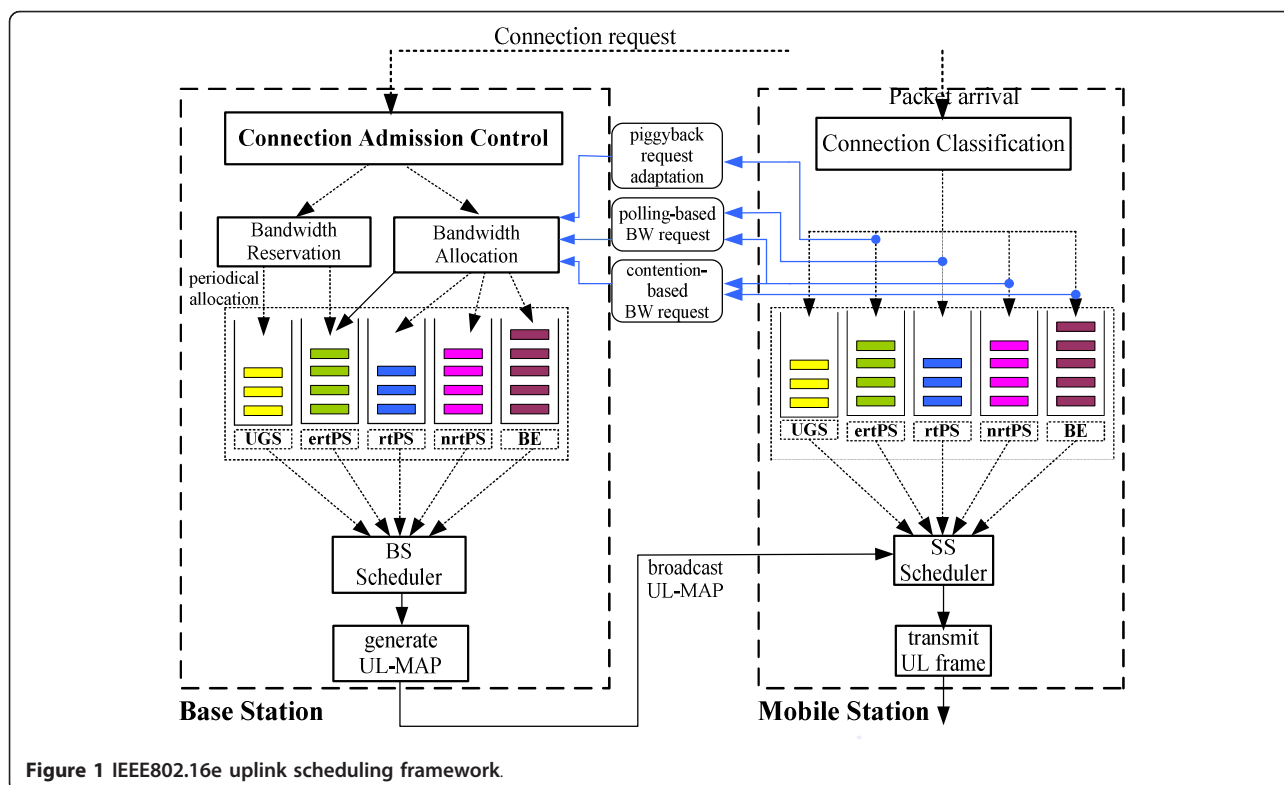 Connection request
Packet arrival
Connection Admission Control
piggyback
request
adaptation
Connection Classification
Bandwidth
Reservation
Bandwidth
Allocation
polling-based
BW request
contention-
based
BW request
periodical
allocation
UGS
ertPS
rtPS
nrtPS
BE
UGS
ertPS
rtPS
nrtPS
BE
BS
Scheduler
broadcast
UL-MAP
SS
Scheduler
generate
UL-MAP
transmit
UL frame
Base Station
Mobile Station
Figure 1 IEEE802.16e uplink scheduling framework.